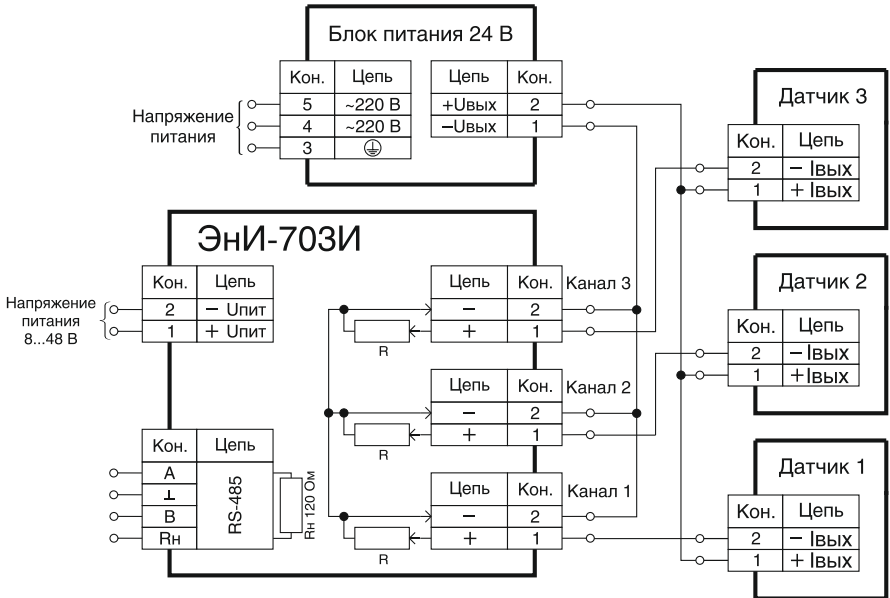 Блок питания 24 В
Кон. Цепь
5 ~220 В
4 ~220 В
3
Цепь Кон.
+Uвых 2
−Uвых 1
Напряжение
питания
Датчик 3
Кон. Цепь
2 − Iвых
1 + Iвых
ЭнИ-703И
Напряжение
питания
8...48 В
Кон. Цепь
2 − Uпит
1 + Uпит
Цепь Кон.
− 2
+ 1
Канал 3
R
Датчик 2
Кон. Цепь
2 − Iвых
1 + Iвых
Цепь Кон.
− 2
+ 1
Канал 2
R
Кон. Цепь
A
⊥
B
Rн
RS-485
Rн 120 Ом
Цепь Кон.
− 2
+ 1
Канал 1
R
Датчик 1
Кон. Цепь
2 − Iвых
1 + Iвых